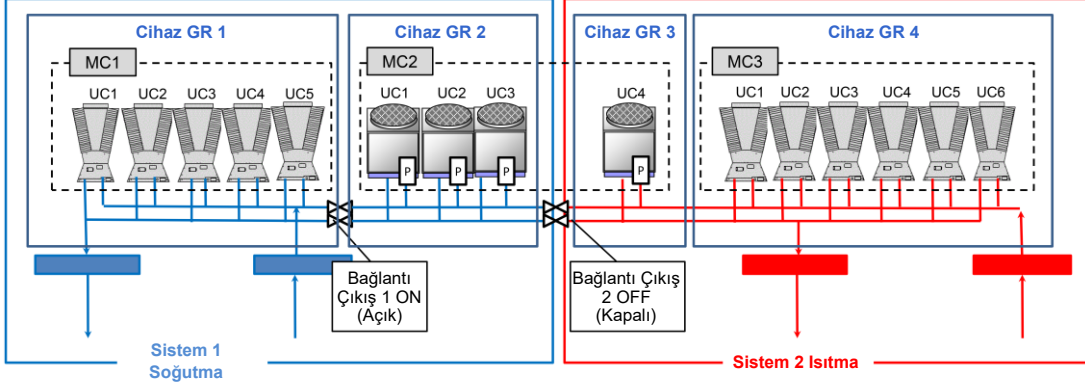 Cihaz GR 1
Cihaz GR 2
Cihaz GR 3
Cihaz GR 4
MC1
MC2
MC3
UC1
UC2
UC3
UC4
UC5
UC1
UC2
UC3
UC4
UC1
UC2
UC3
UC4
UC5
UC6
P
P
P
P
Bağlantı
Çıkış 1 ON
(Açık)
Bağlantı Çıkış
2 OFF
(Kapalı)
Sistem 1
Soğutma
Sistem 2 Isıtma